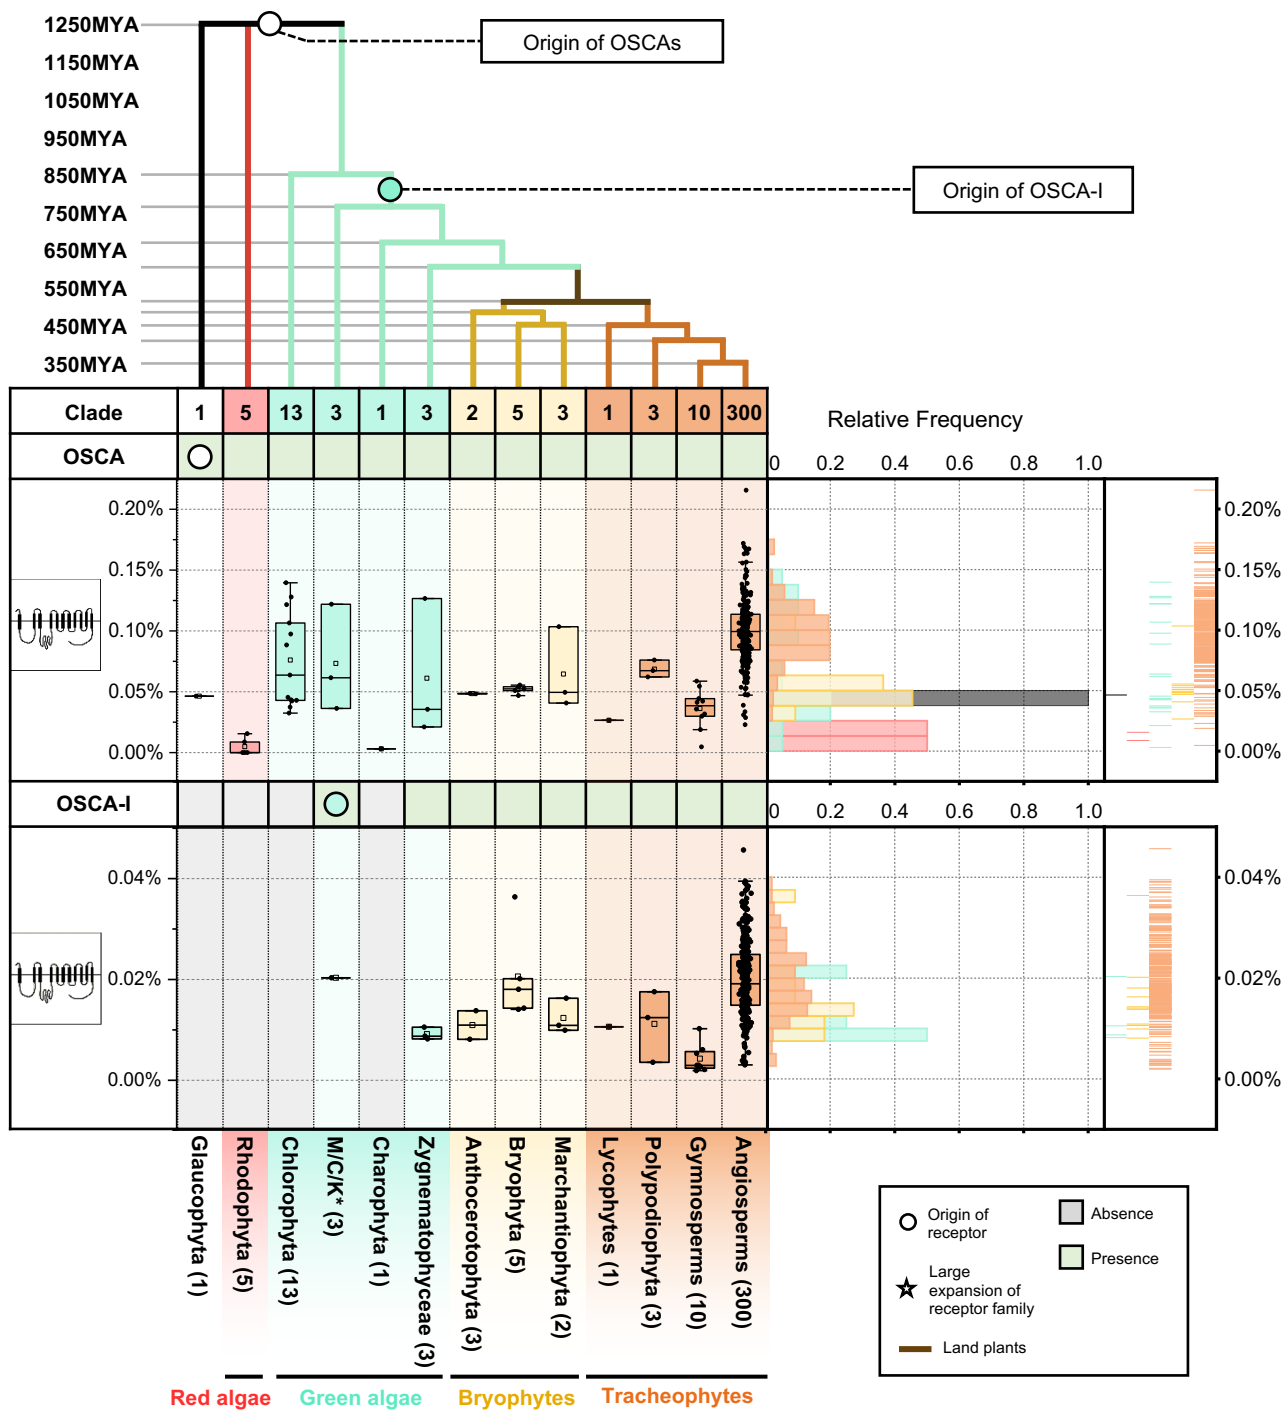 1250MYA
Origin of OSCAs
1150MYA
1050MYA
950MYA
850MYA
Origin of OSCA-I
750MYA
650MYA
550MYA
450MYA
350MYA
Clade 1 5 13 3 1 3 2 5 3 1 3 10 300
Relative Frequency
OSCA
0 0.2 0.4 0.6 0.8 1.0
0.20% 0.20%
0.15% 0.15%
0.10% 0.10%
0.05% 0.05%
0.00% 0.00%
OSCA-I
0 0.2 0.4 0.6 0.8 1.0
0.04% 0.04%
0.02% 0.02%
0.00% 0.00%
Glaucophyta (1)
Rhodophyta (5)
Chlorophyta (13)
M/C/K* (3)
Charophyta (1)
Zygnematophyceae (3)
Anthocerotophyta (3)
Bryophyta (5)
Marchantiophyta (2)
Lycophytes (1)
Polypodiophyta (3)
Gymnosperms (10)
Angiosperms (300)
Origin of
receptor
Absence
Presence
Large
expansion of
receptor family
Land plants
Red algae Green algae Bryophytes Tracheophytes